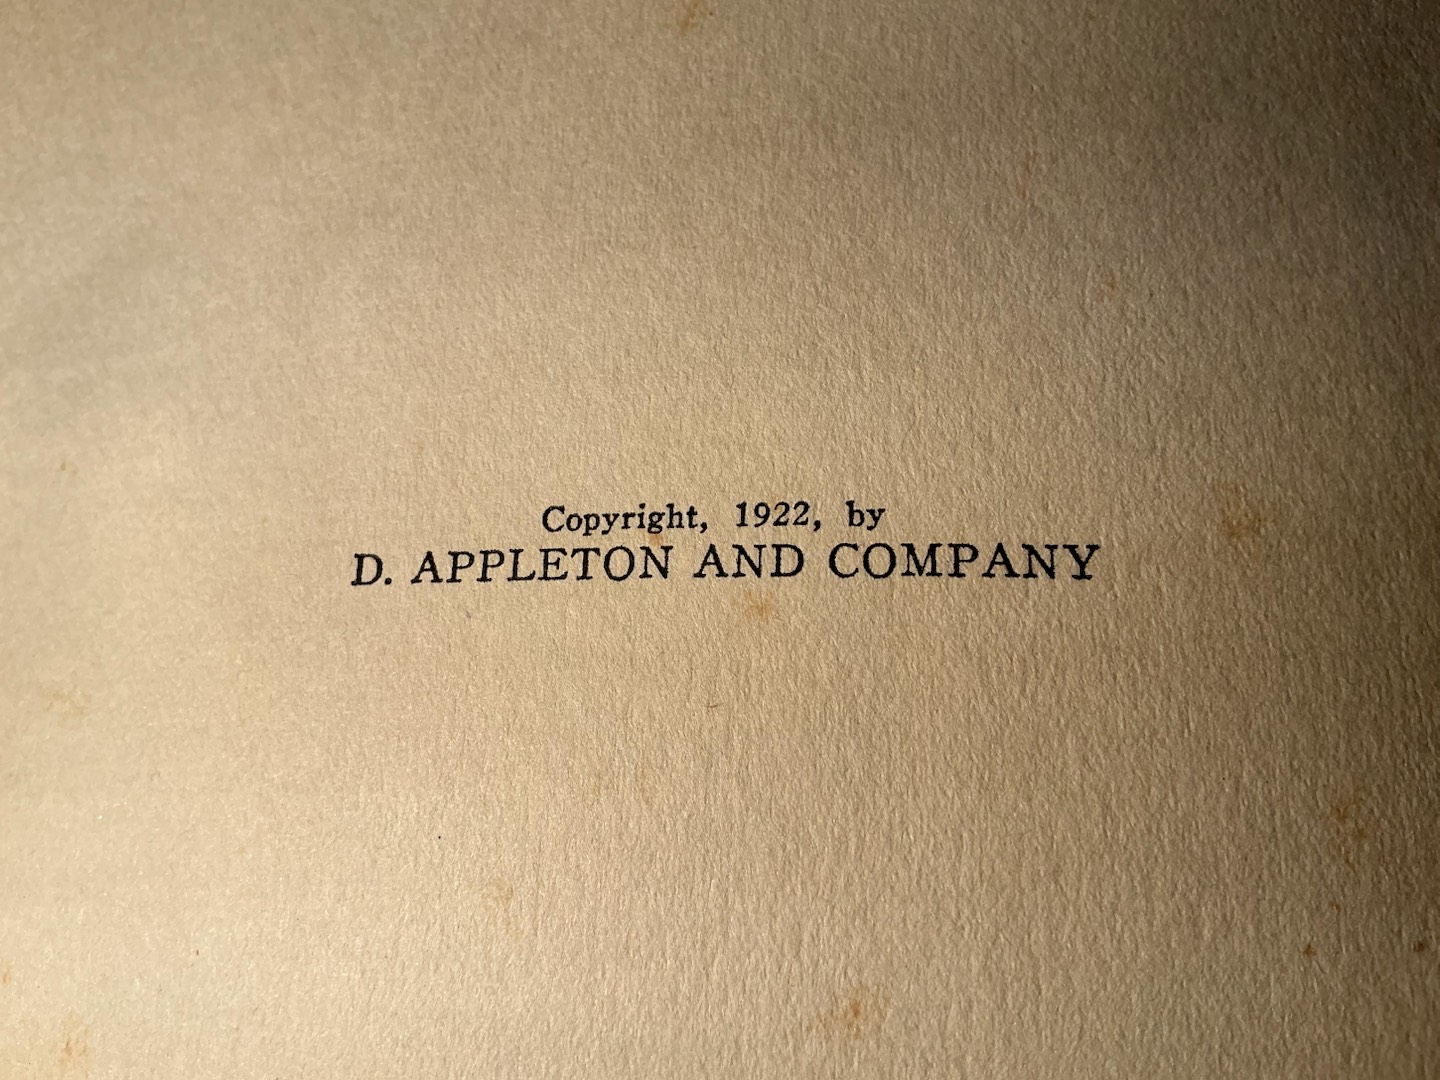 Copyright, 1922, by
D. APPLETON AND COMPANY